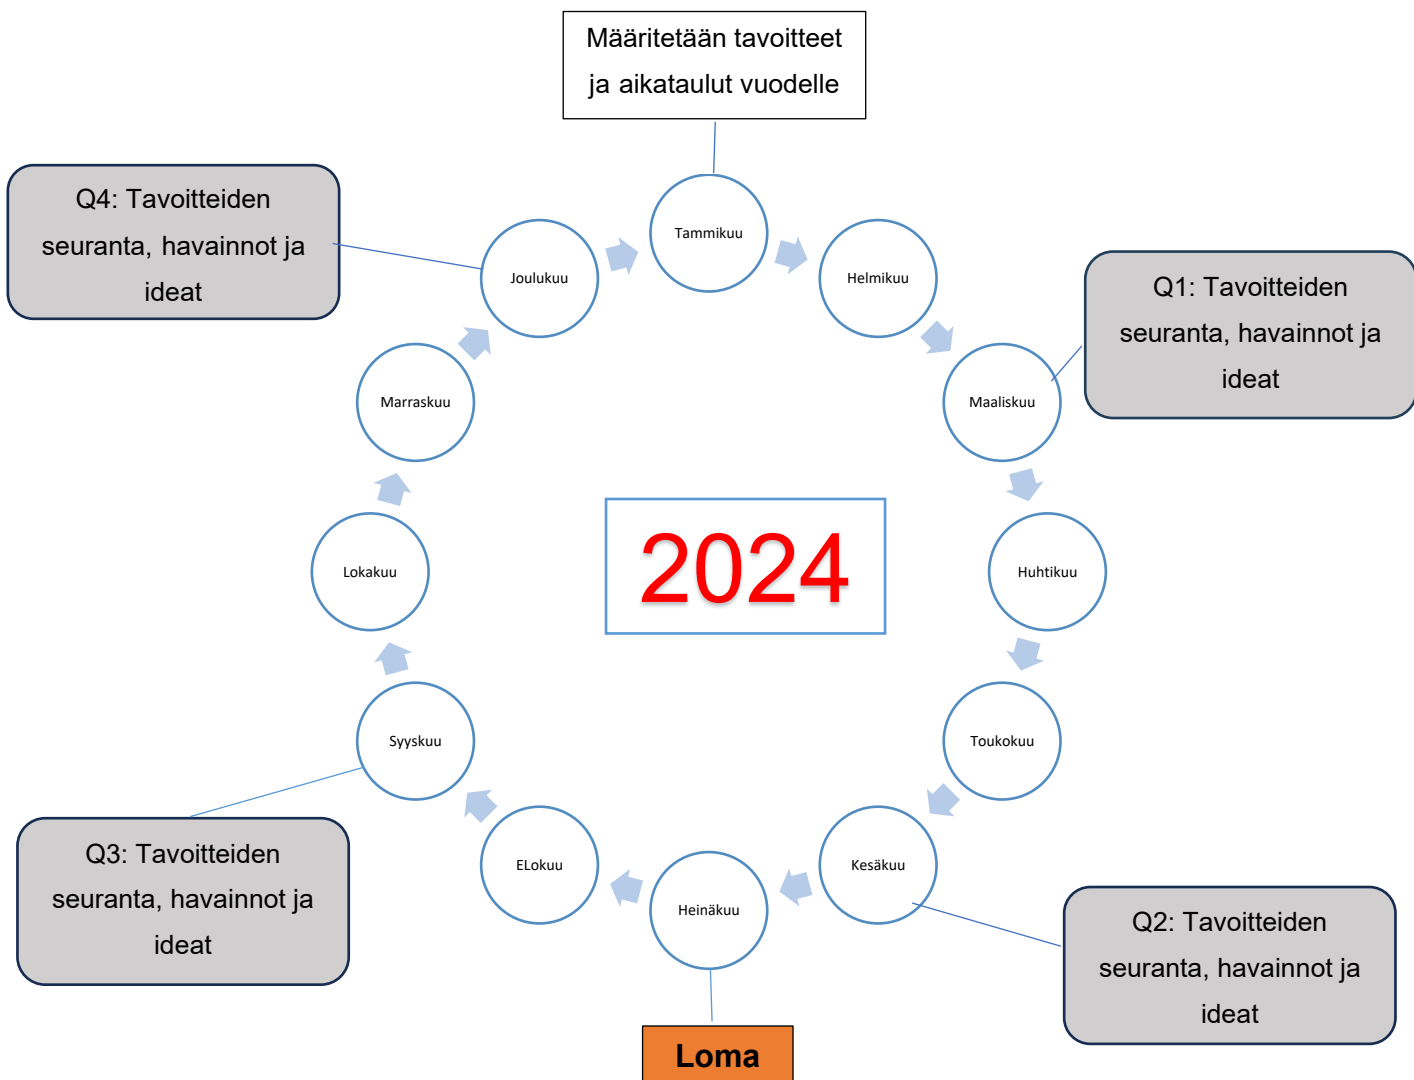 Määritetään tavoitteet
ja aikataulut vuodelle
Q4: Tavoitteiden
seuranta, havainnot ja
ideat
Joulukuu
Tammikuu
Helmikuu
Q1: Tavoitteiden
seuranta, havainnot ja
ideat
Marraskuu
Maaliskuu
Lokakuu
2024
Huhtikuu
Syyskuu
Toukokuu
Q3: Tavoitteiden
seuranta, havainnot ja
ideat
ELokuu
Heinäkuu
Kesäkuu
Q2: Tavoitteiden
seuranta, havainnot ja
ideat
Loma